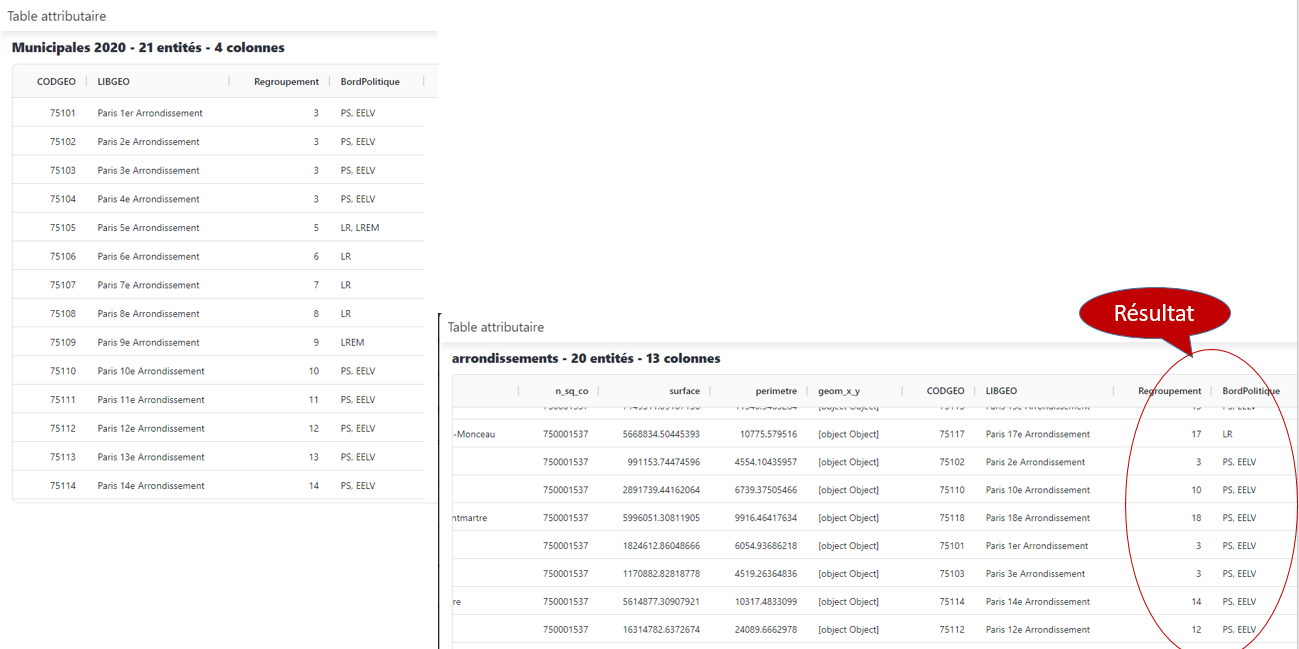 Table attributaire
Municipales 2020 - 21 entités - 4 colonnes
CODGEO LIBGEO Regroupement BordPolitique
75101 Paris 1er Arrondissement 3 PS, EELV
75102 Paris 2e Arrondissement 3 PS, EELV
75103 Paris 3e Arrondissement 3 PS, EELV
75104 Paris 4e Arrondissement 3 PS, EELV
75105 Paris 5e Arrondissement 5 LR, LREM
75106 Paris 6e Arrondissement 6 LR
75107 Paris 7e Arrondissement 7 LR
75108 Paris 8e Arrondissement 8 LR
75109 Paris 9e Arrondissement 9 LREM
75110 Paris 10e Arrondissement 10 PS, EELV
75111 Paris 11e Arrondissement 11 PS, EELV
75112 Paris 12e Arrondissement 12 PS, EELV
75113 Paris 13e Arrondissement 13 PS, EELV
75114 Paris 14e Arrondissement 14 PS, EELV
Résultat
Table attributaire
arrondissements - 20 entités - 13 colonnes
n_sq_co surface perimetre geom_x_y CODGEO LIBGEO Regroupement BordPolitique
-Monceau 750001537 5668834.50445393 10775.579516 [object Object] 75117 Paris 17e Arrondissement 17 LR
750001537 991153.74474596 4554.10435957 [object Object] 75102 Paris 2e Arrondissement 3 PS, EELV
750001537 2891739.44162064 6739.37505466 [object Object] 75110 Paris 10e Arrondissement 10 PS, EELV
ntmartre 750001537 5996051.30811905 9916.46417634 [object Object] 75118 Paris 18e Arrondissement 18 PS, EELV
750001537 1824612.86048666 6054.93686218 [object Object] 75101 Paris 1er Arrondissement 3 PS, EELV
750001537 1170882.82818778 4519.26364836 [object Object] 75103 Paris 3e Arrondissement 3 PS, EELV
re 750001537 5614877.30907921 10317.4833099 [object Object] 75114 Paris 14e Arrondissement 14 PS, EELV
750001537 16314782.6372674 24089.6662978 [object Object] 75112 Paris 12e Arrondissement 12 PS, EELV